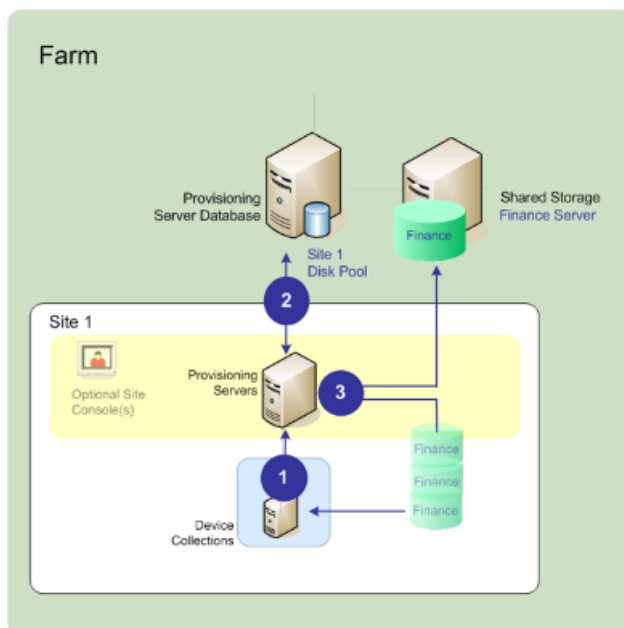 Farm
Provisioning
Server Database
Shared Storage
Finance Server
Finance
Site 1
Disk Pool
2
Site 1
Optional Site
Console(s)
Provisioning
Servers
3
1
Finance
Finance
Finance
Device
Collections